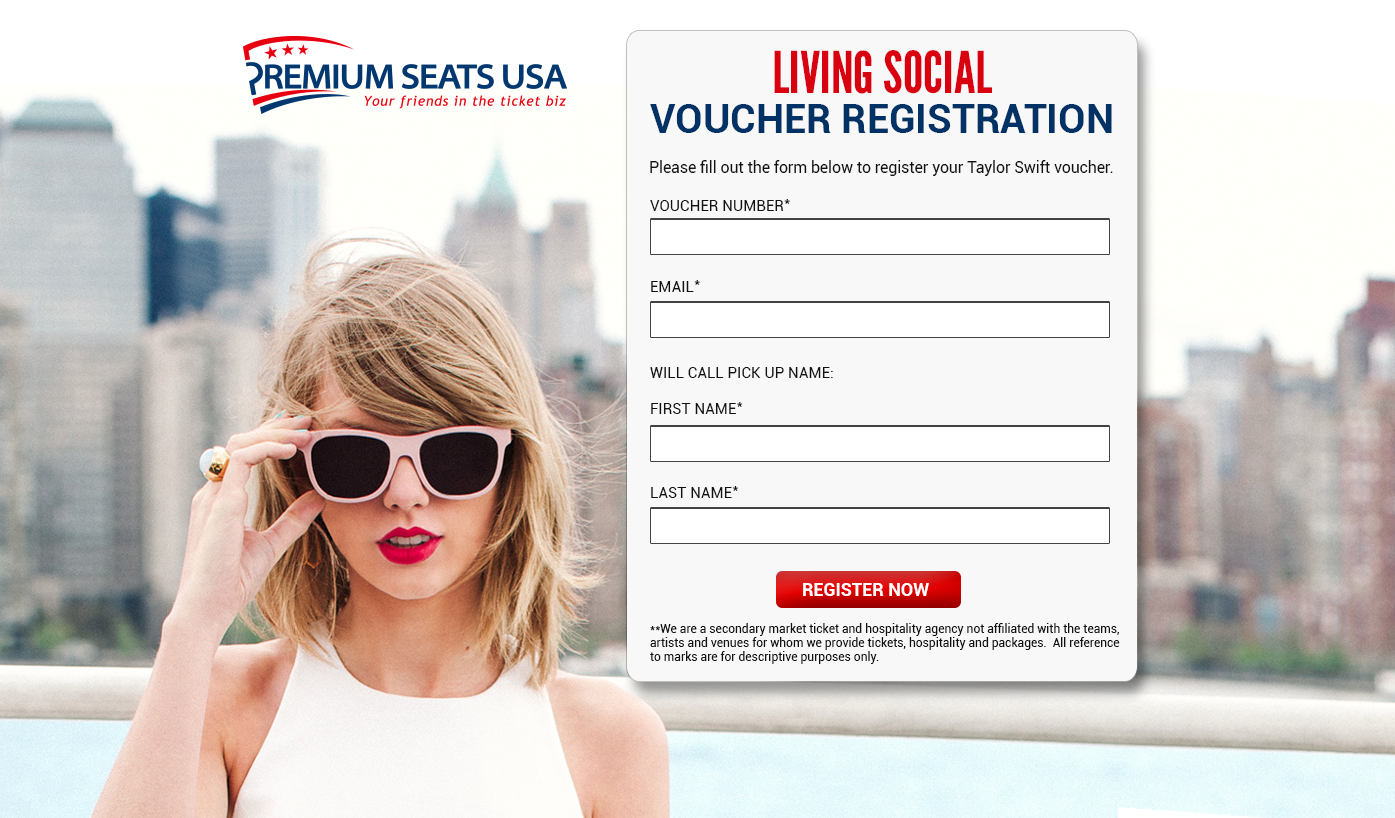 PREMIUM SEATS USA
Your friends in the ticket biz
LIVING SOCIAL
VOUCHER REGISTRATION
Please fill out the form below to register your Taylor Swift voucher.
VOUCHER NUMBER*
EMAIL*
WILL CALL PICK UP NAME:
FIRST NAME*
LAST NAME*
REGISTER NOW
**We are a secondary market ticket and hospitality agency not affiliated with the teams,
artists and venues for whom we provide tickets, hospitality and packages.  All reference
to marks are for descriptive purposes only.